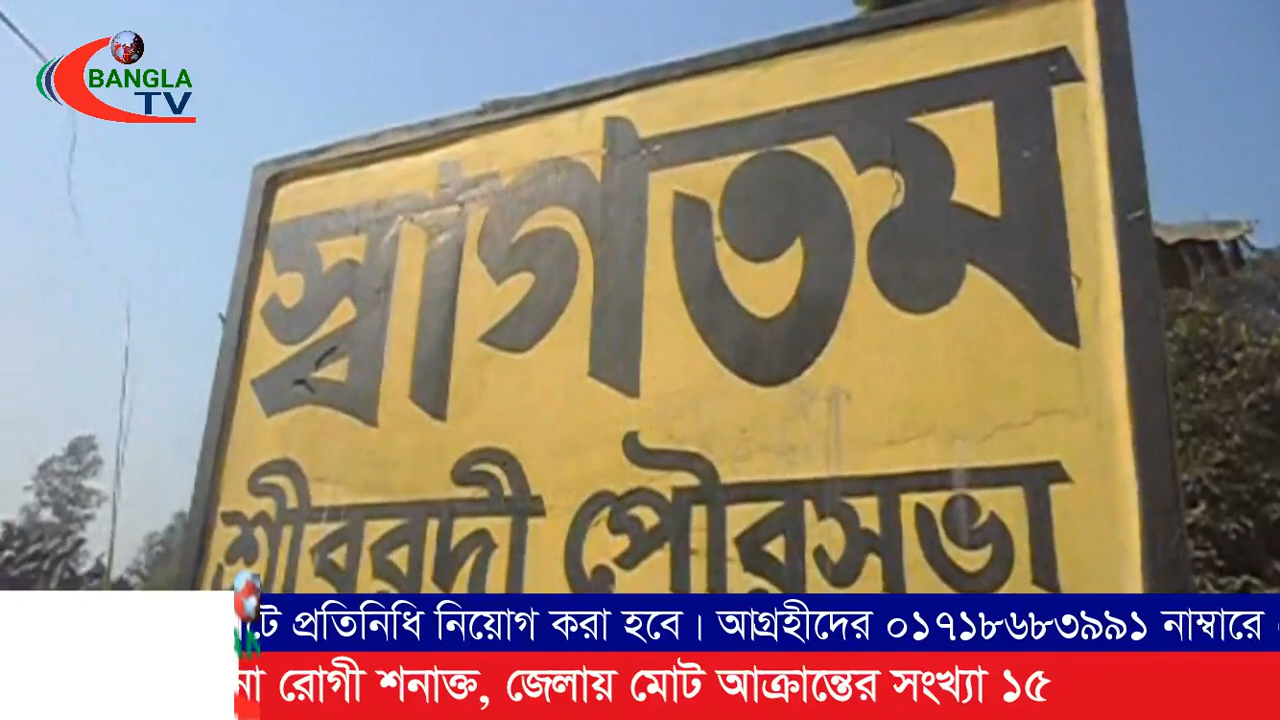 BANGLA
TV
স্বাগতম
শ্রীবরদী পৌরসভা
প্রতিনিধি নিয়োগ করা হবে। আগ্রহীদের ০১৭১৮৬৮৩৯৯১ নাম্বারে
রোগী শনাক্ত, জেলায় মোট আক্রান্তের সংখ্যা ১৫